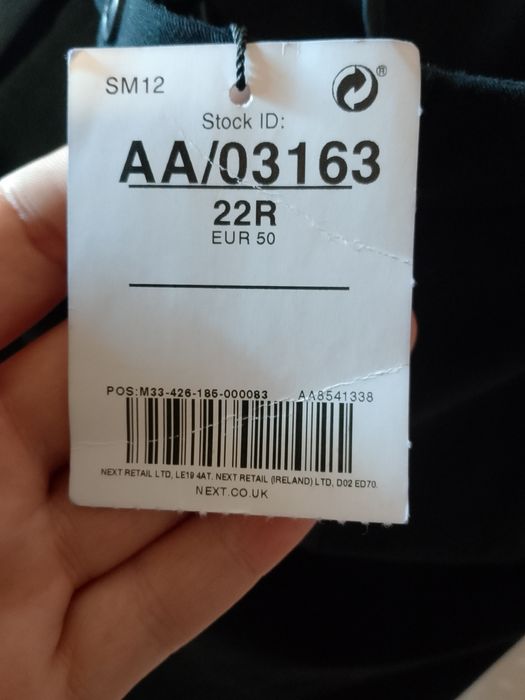 SM12
®
Stock ID:
AA/03163
22R
EUR 50
POS:M33-426-186-000083 AA8541338
NEXT RETAIL LTD, LE19 4AT. NEXT RETAIL (IRELAND) LTD, D02 ED70.
NEXT.CO.UK